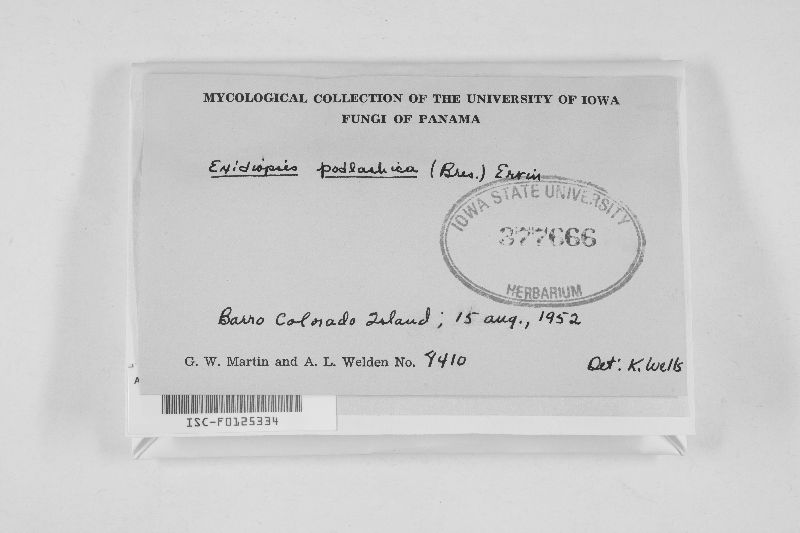 MYCOLOGICAL COLLECTION OF THE UNIVERSITY OF IOWA
FUNGI OF PANAMA
Exidiopsis podlachica (Bres.) Ervin
IOWA STATE UNIVERSITY
377666
HERBARIUM
Barro Colorado Island; 15 aug., 1952
G. W. Martin and A. L. Welden No. 8410
Det: K. Wells
ISC-F0125334